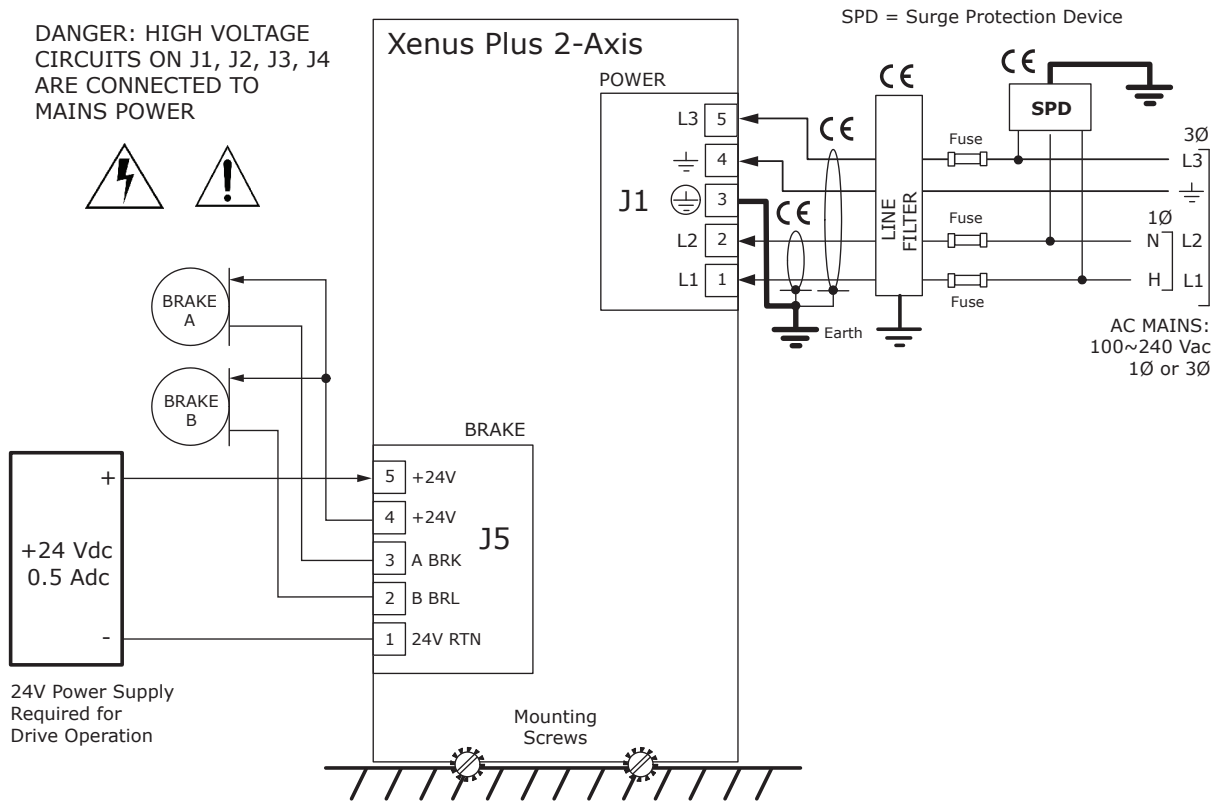 DANGER: HIGH VOLTAGE
CIRCUITS ON J1, J2, J3, J4
ARE CONNECTED TO
MAINS POWER
Xenus Plus 2-Axis
SPD = Surge Protection Device
POWER
J1
L3 5
4
3
L2 2
L1 1
CE
CE
CE
CE
LINE
FILTER
SPD
Fuse
Fuse
Fuse
Earth
3Ø
L3
1Ø
N L2
H L1
AC MAINS:
100~240 Vac
1Ø or 3Ø
BRAKE
A
BRAKE
B
BRAKE
J5
5 +24V
4 +24V
3 A BRK
2 B BRL
1 24V RTN
+
+24 Vdc
0.5 Adc
-
24V Power Supply
Required for
Drive Operation
Mounting
Screws